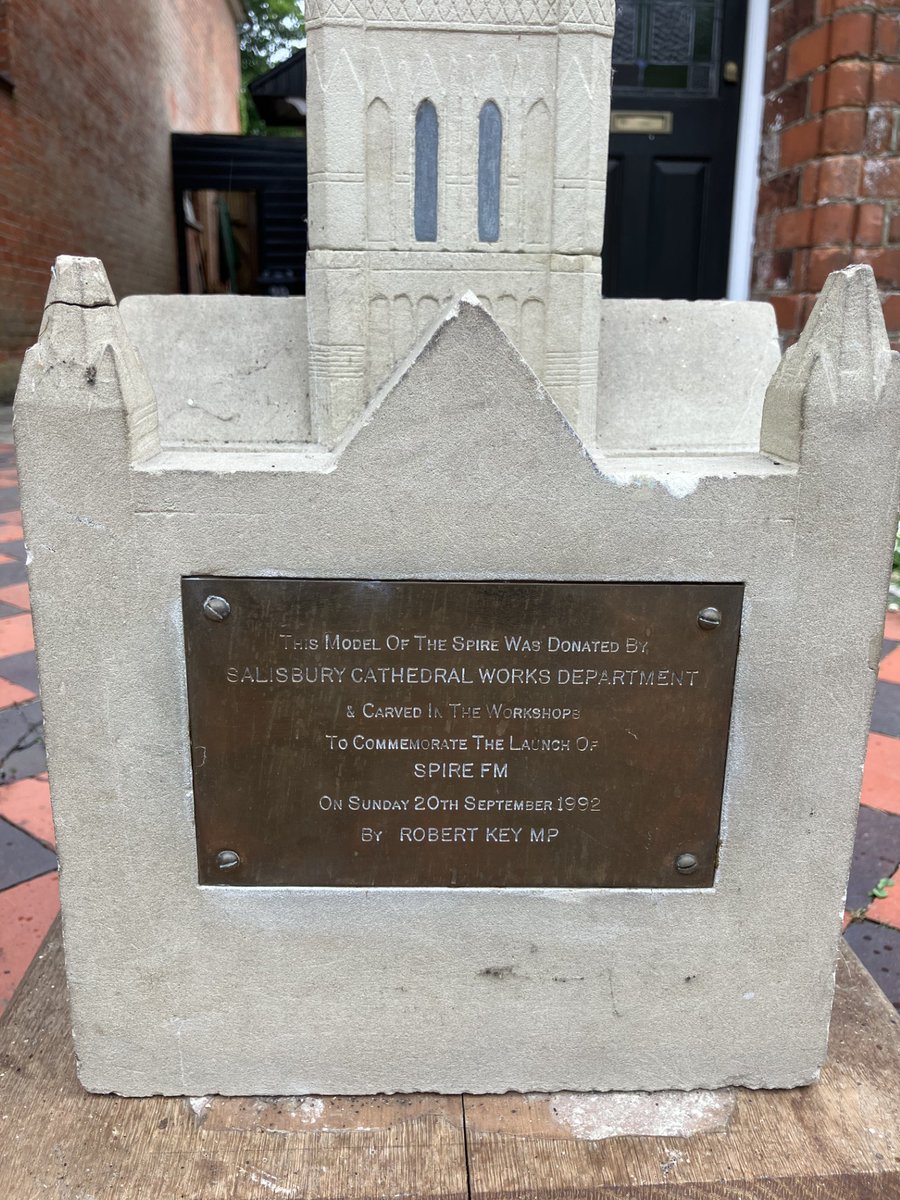 This Model Of The Spire Was Donated By
SALISBURY CATHEDRAL WORKS DEPARTMENT
& Carved In The Workshops
To Commemorate The Launch Of
SPIRE FM
On Sunday 20th September 1992
By ROBERT KEY MP